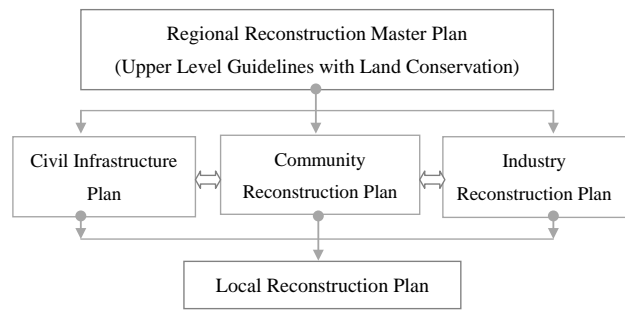 Regional Reconstruction Master Plan
(Upper Level Guidelines with Land Conservation)
Civil Infrastructure
Plan
Community
Reconstruction Plan
Industry
Reconstruction Plan
Local Reconstruction Plan